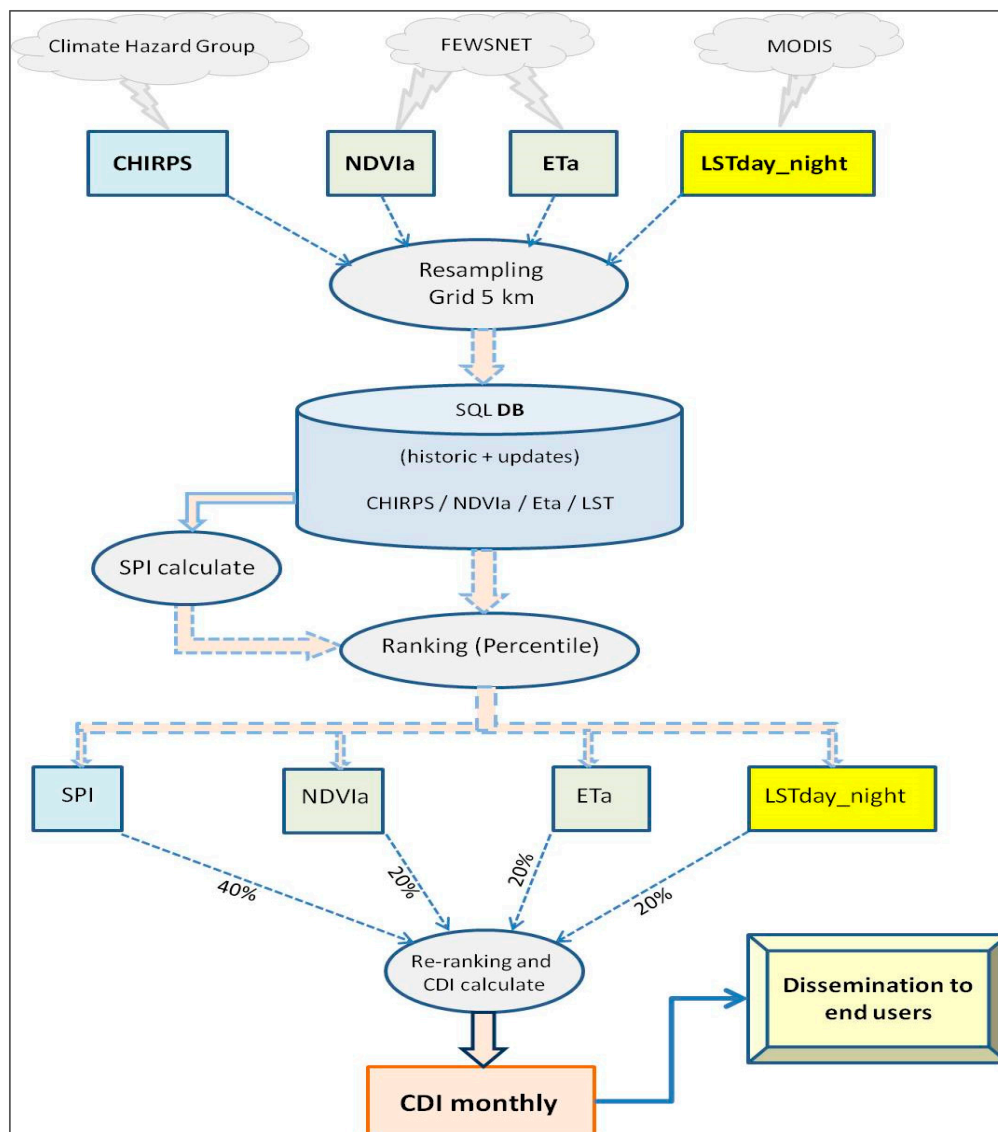 Climate Hazard Group
FEWSNET
MODIS
CHIRPS
NDVIa
ETa
LSTday_night
Resampling
Grid 5 km
SQL DB
(historic + updates)
CHIRPS / NDVIa / Eta / LST
SPI calculate
Ranking (Percentile)
SPI
NDVIa
ETa
LSTday_night
40%
20%
20%
20%
Re-ranking and
CDI calculate
Dissemination to
end users
CDI monthly